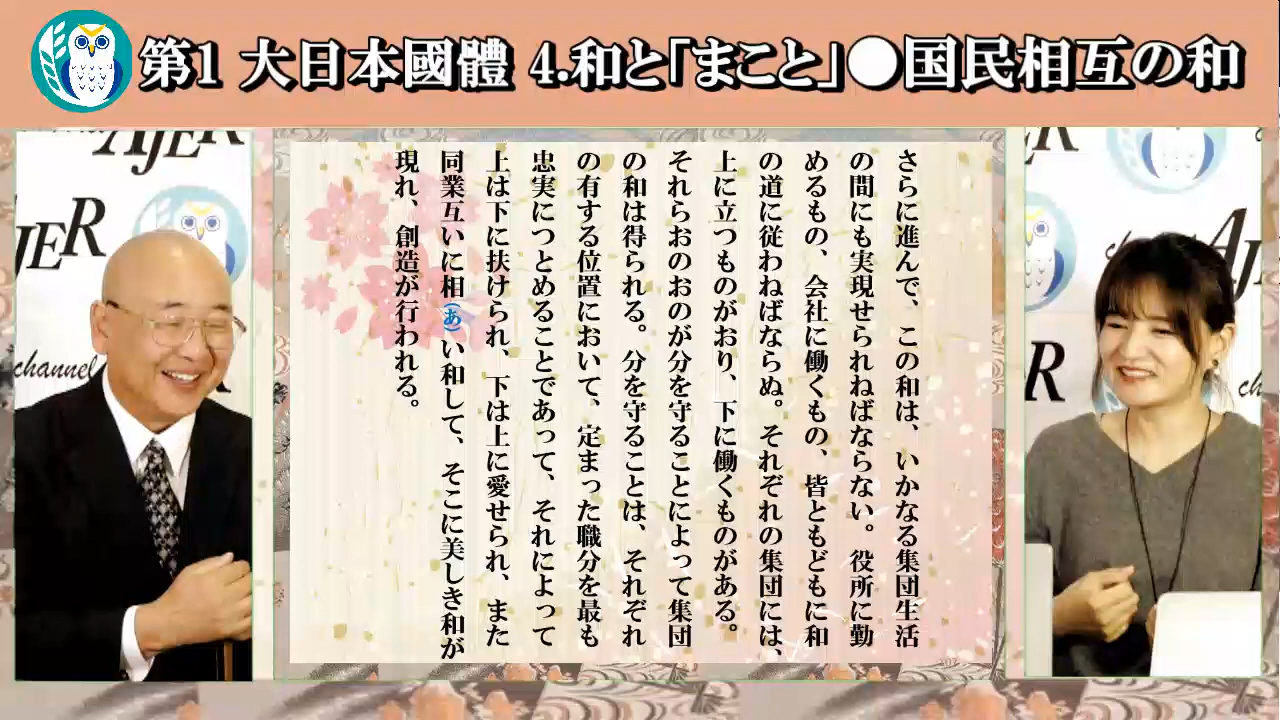 第1 大日本國體 4.和と「まこと」●国民相互の和
さらに進んで、この和は、いかなる集団生活
の間にも実現せられねばならない。役所に勤
めるもの、会社に働くもの、皆ともどもに和
の道に従わねばならぬ。それぞれの集団には、
上に立つものがおり、下に働くものがある。
それらおのおのが分を守ることによって集団
の和は得られる。分を守ることは、それぞれ
の有する位置において、定まった職分を最も
忠実につとめることであって、それによって
上は下に扶けられ、下は上に愛せられ、また
同業互いに相(あ)い和して、そこに美しき和が
現れ、創造が行われる。
AJER
JER
channel
R
ER
AJ
R
ch